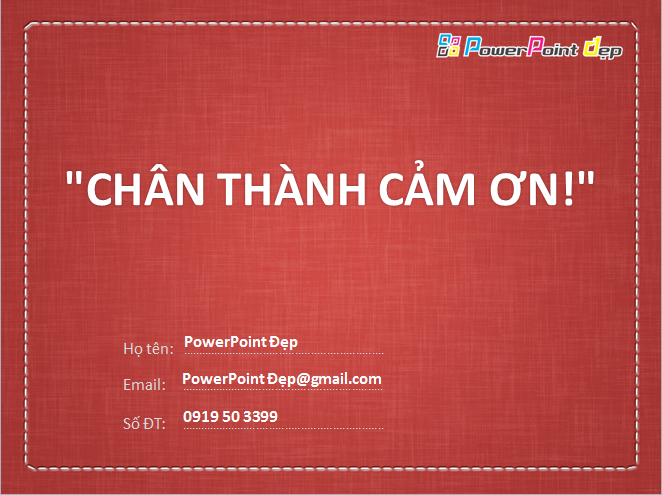 PowerPoint đẹp
"CHÂN THÀNH CẢM ƠN!"
Họ tên: PowerPoint Đẹp
Email: PowerPoint Đẹp@gmail.com
Số ĐT: 0919 50 3399